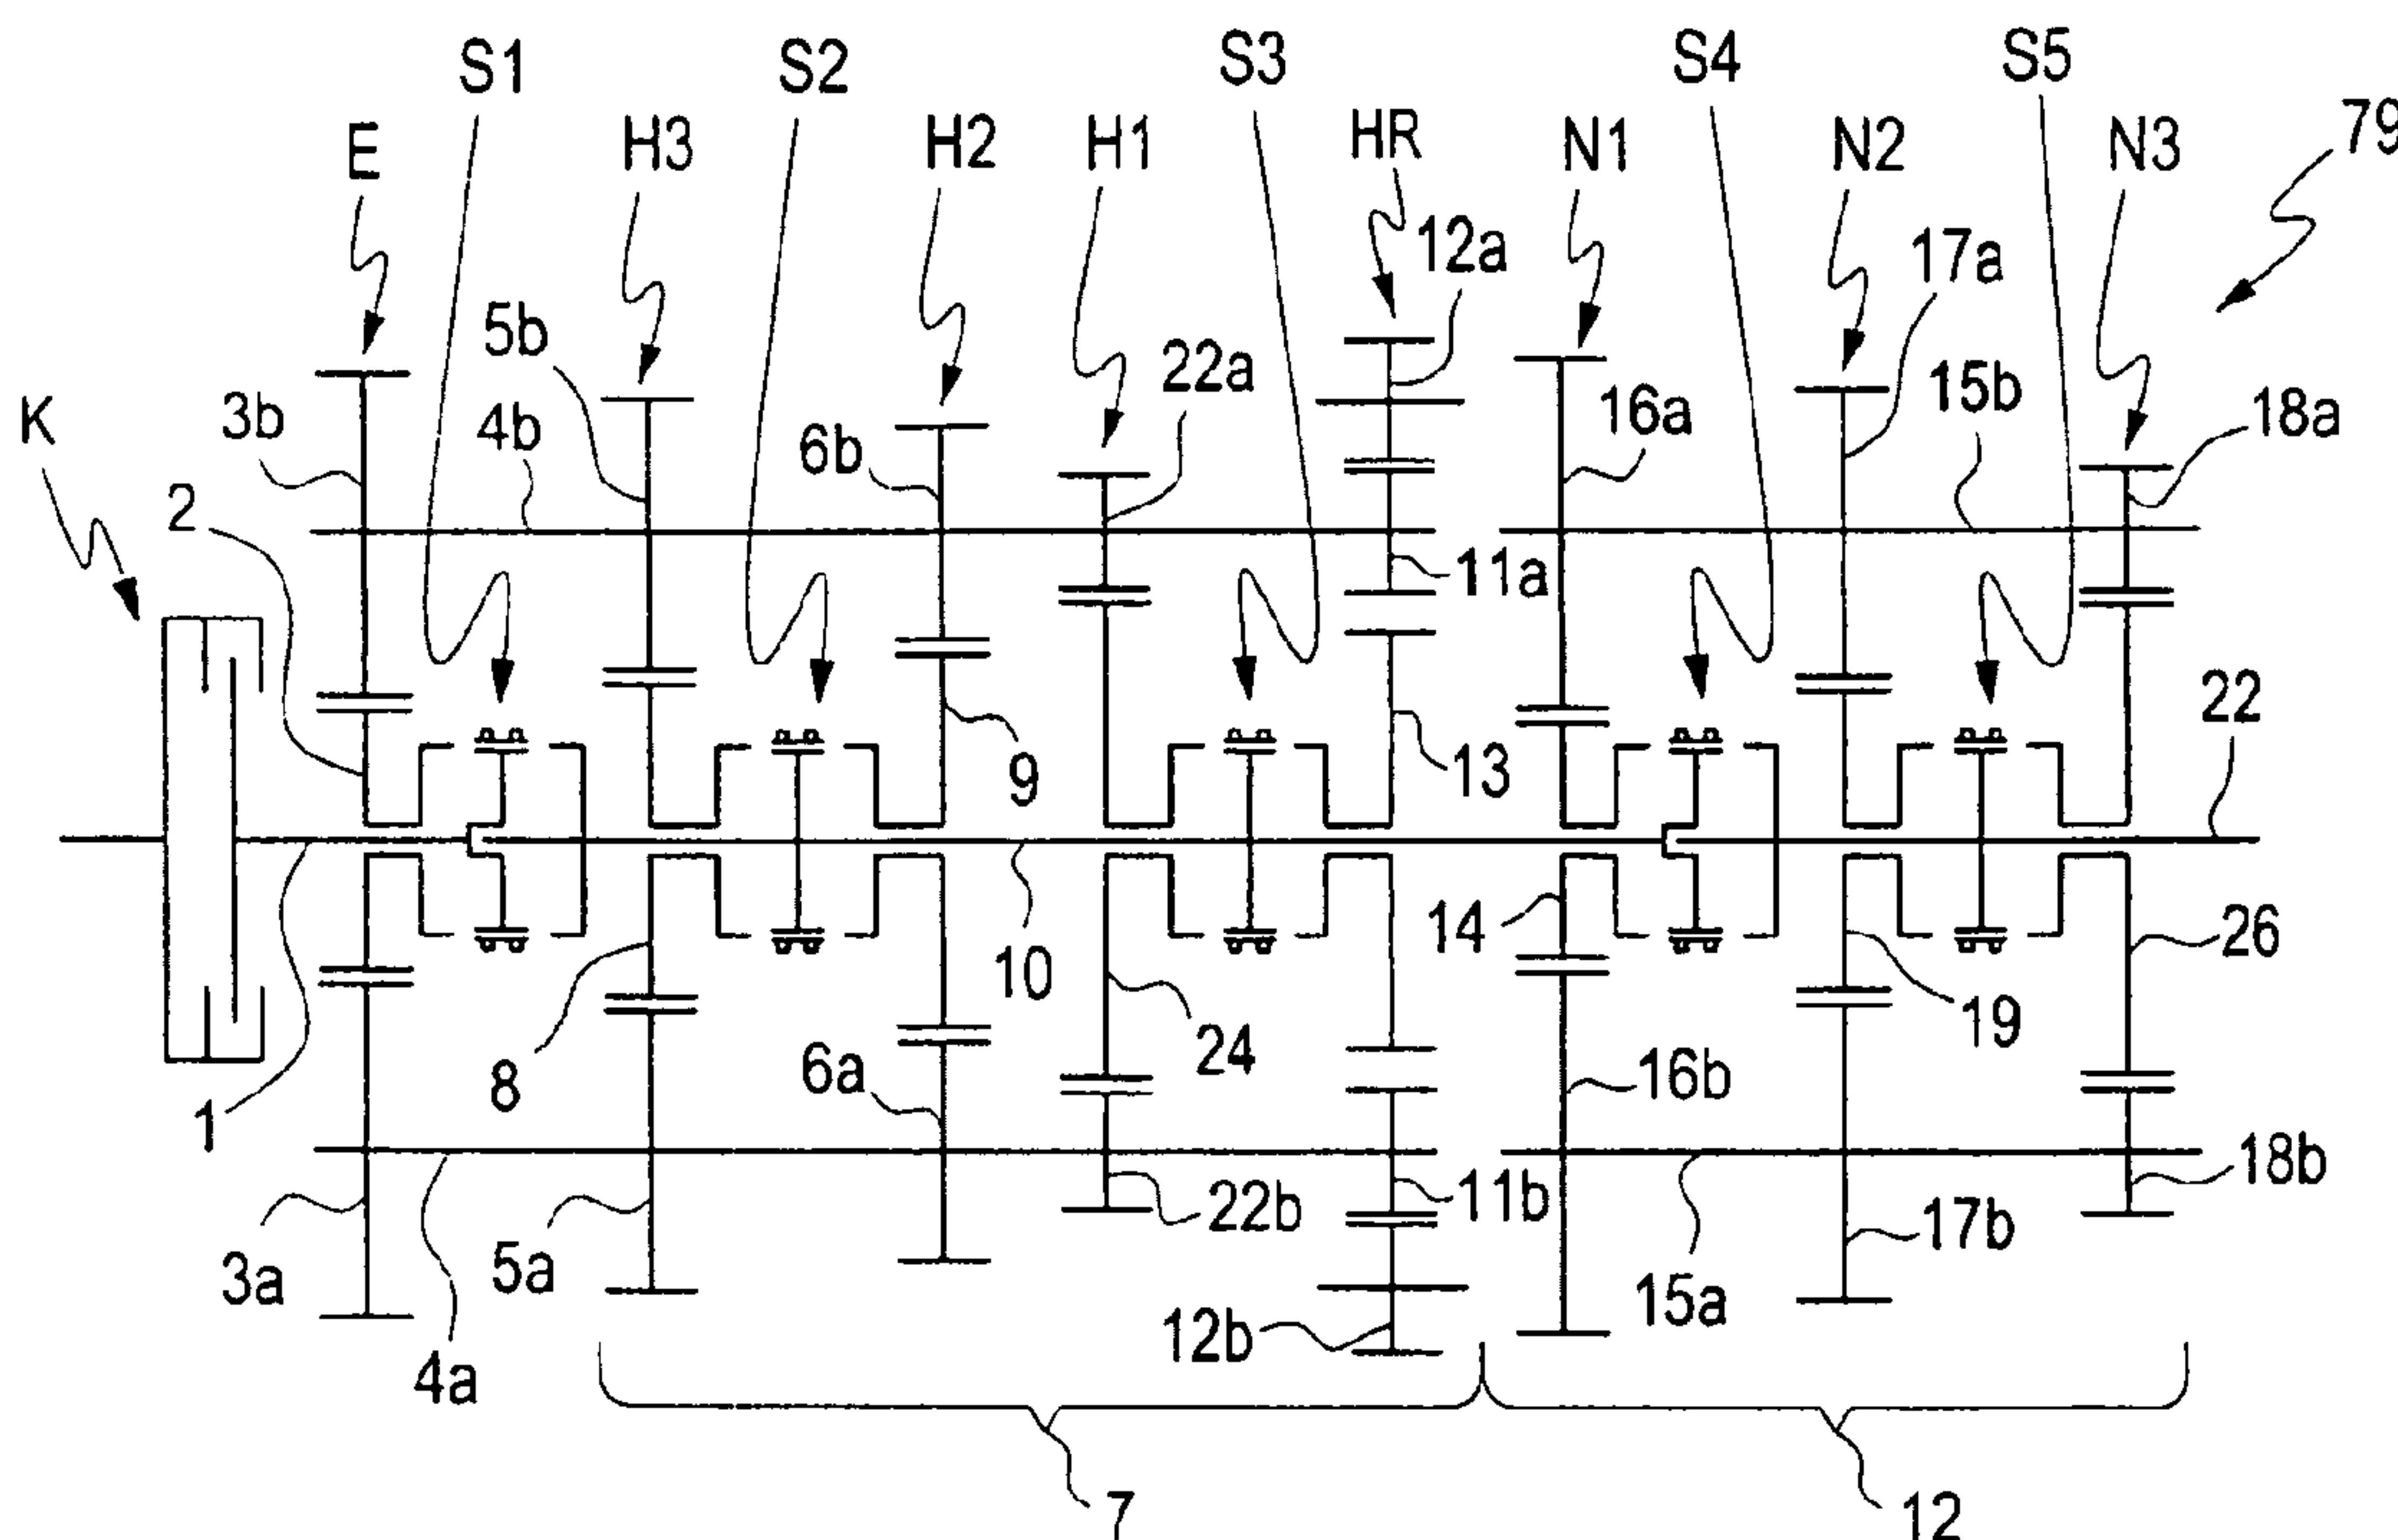 S1 S2 S3 S4 S5
E H3 H2 H1 HR N1 N2 N3 79
12a 17a
5b 22a 15b
K 3b 4b 6b 16a 18a
2
11a
22
9 13
14 26
10
8 6a 24 16b 19
1
22b 11b 18b
3a 5a 17b
4a 12b 15a
7 12